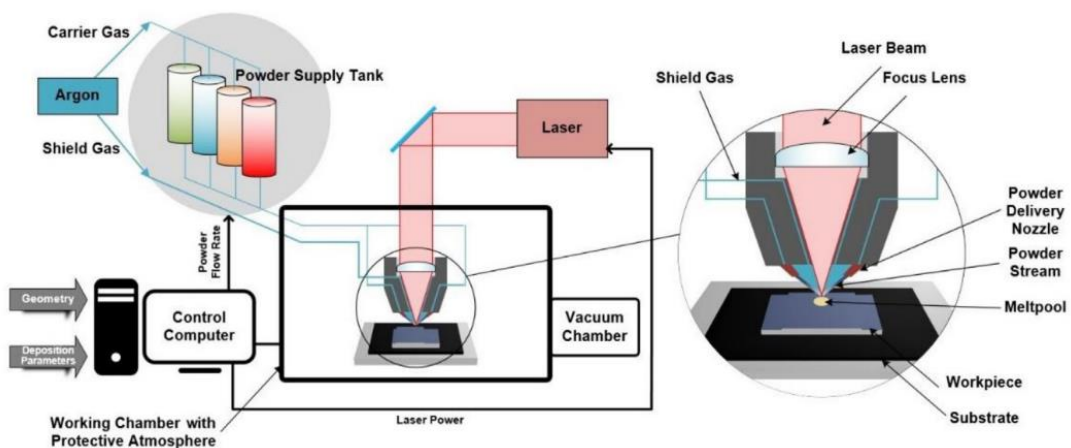 Carrier Gas
Powder Supply Tank
Argon
Shield Gas
Laser
Powder
Flow Rate
Geometry
Deposition
Parameters
Control
Computer
Vacuum
Chamber
Working Chamber with
Protective Atmosphere
Laser Power
Laser Beam
Focus Lens
Shield Gas
Powder
Delivery
Nozzle
Powder
Stream
Meltpool
Workpiece
Substrate